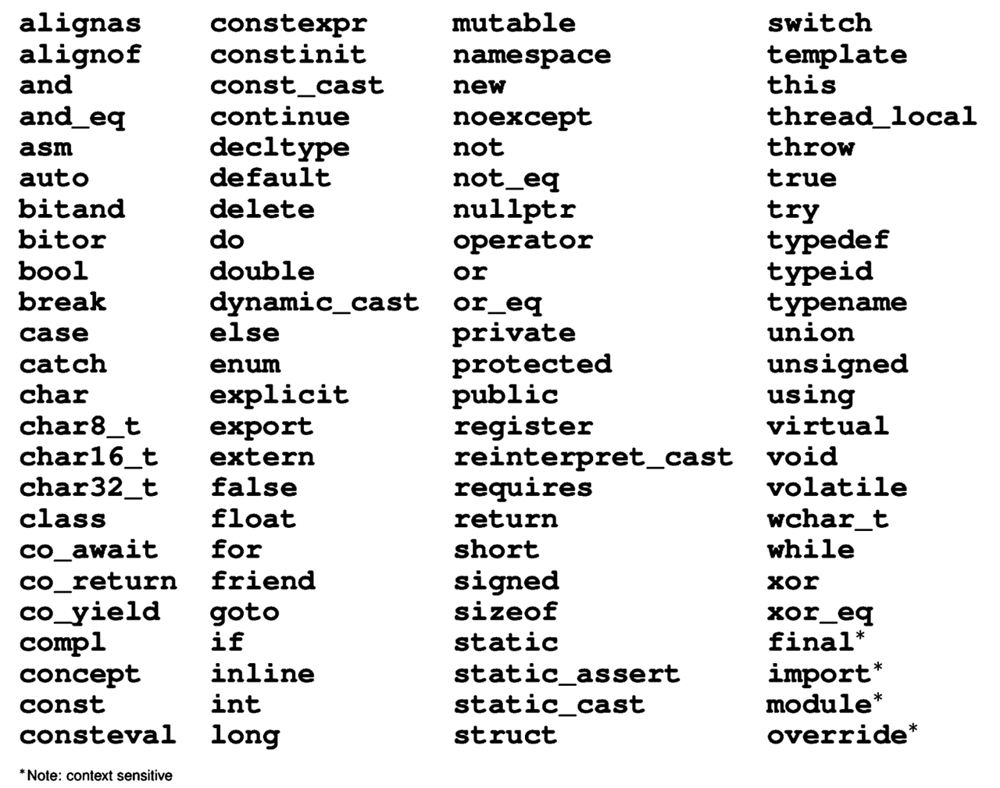 alignas constexpr mutable switch
alignof constinit namespace template
and const_cast new this
and_eq continue noexcept thread_local
asm decltype not throw
auto default not_eq true
bitand delete nullptr try
bitor do operator typedef
bool double or typeid
break dynamic_cast or_eq typename
case else private union
catch enum protected unsigned
char explicit public using
char8_t export register virtual
char16_t extern reinterpret_cast void
char32_t false requires volatile
class float return wchar_t
co_await for short while
co_return friend signed xor
co_yield goto sizeof xor_eq
compl if static final*
concept inline static_assert import*
const int static_cast module*
consteval long struct override*
*Note: context sensitive